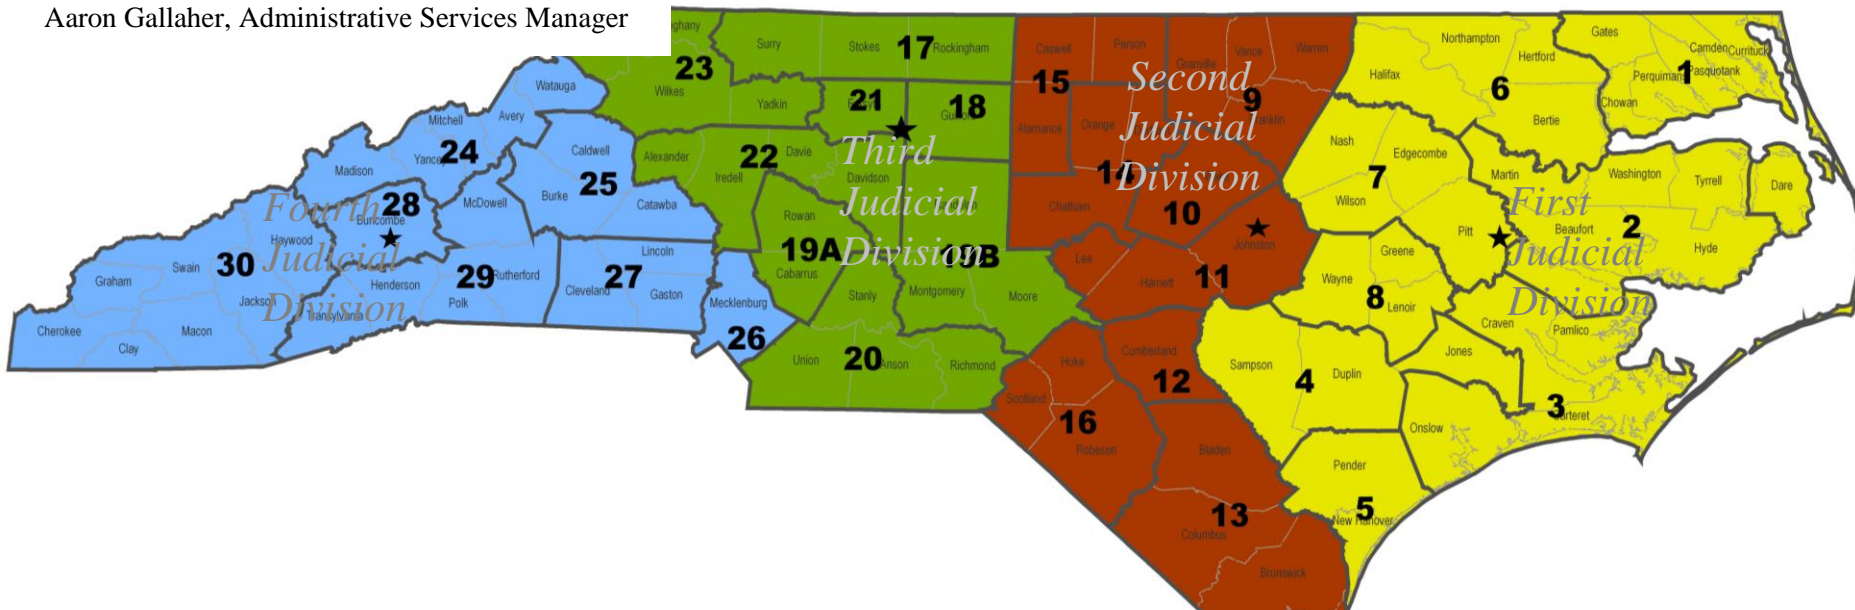 Aaron Gallaher, Administrative Services Manager
Surry
Stokes
17
Rockingham
23
Wilkes
Yadkin
21
18
22
Alexander
Iredell
Davie
Davidson
Third
Judicial
Division
Rowan
19A
Cabarrus
19B
Stanly
Montgomery
Moore
Union
20
Anson
Richmond
Watauga
Mitchell
Avery
Yancey
24
Madison
Caldwell
Burke
25
Catawba
McDowell
28
Buncombe
Fourth
Judicial
Division
Haywood
Swain
30
Graham
Jackson
Cherokee
Clay
Macon
Henderson
Transylvania
29
Rutherford
Polk
Cleveland
27
Lincoln
Gaston
Mecklenburg
26
Caswell
Person
Granville
Vance
Warren
15
9
Second
Judicial
Division
Alamance
Orange
14
Chatham
10
Johnston
Lee
Harnett
11
Hoke
Cumberland
12
Scotland
16
Robeson
Bladen
13
Columbus
Brunswick
Northampton
Hertford
Halifax
6
Bertie
Gates
Camden
Currituck
Perquimans
1
Pasquotank
Chowan
Nash
Edgecombe
7
Wilson
Martin
Washington
Tyrrell
Dare
First
Judicial
Division
Beaufort
2
Hyde
Pitt
Greene
Wayne
8
Lenoir
Craven
Pamlico
Jones
Sampson
4
Duplin
3
Carteret
Onslow
Pender
5
New Hanover